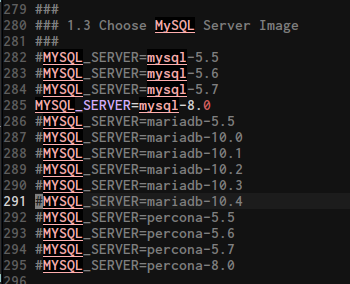 279 ###
280 ### 1.3 Choose MySQL Server Image
281 ###
282 #MYSQL_SERVER=mysql-5.5
283 #MYSQL_SERVER=mysql-5.6
284 #MYSQL_SERVER=mysql-5.7
285 MYSQL_SERVER=mysql-8.0
286 #MYSQL_SERVER=mariadb-5.5
287 #MYSQL_SERVER=mariadb-10.0
288 #MYSQL_SERVER=mariadb-10.1
289 #MYSQL_SERVER=mariadb-10.2
290 #MYSQL_SERVER=mariadb-10.3
291 #MYSQL_SERVER=mariadb-10.4
292 #MYSQL_SERVER=percona-5.5
293 #MYSQL_SERVER=percona-5.6
294 #MYSQL_SERVER=percona-5.7
295 #MYSQL_SERVER=percona-8.0
296